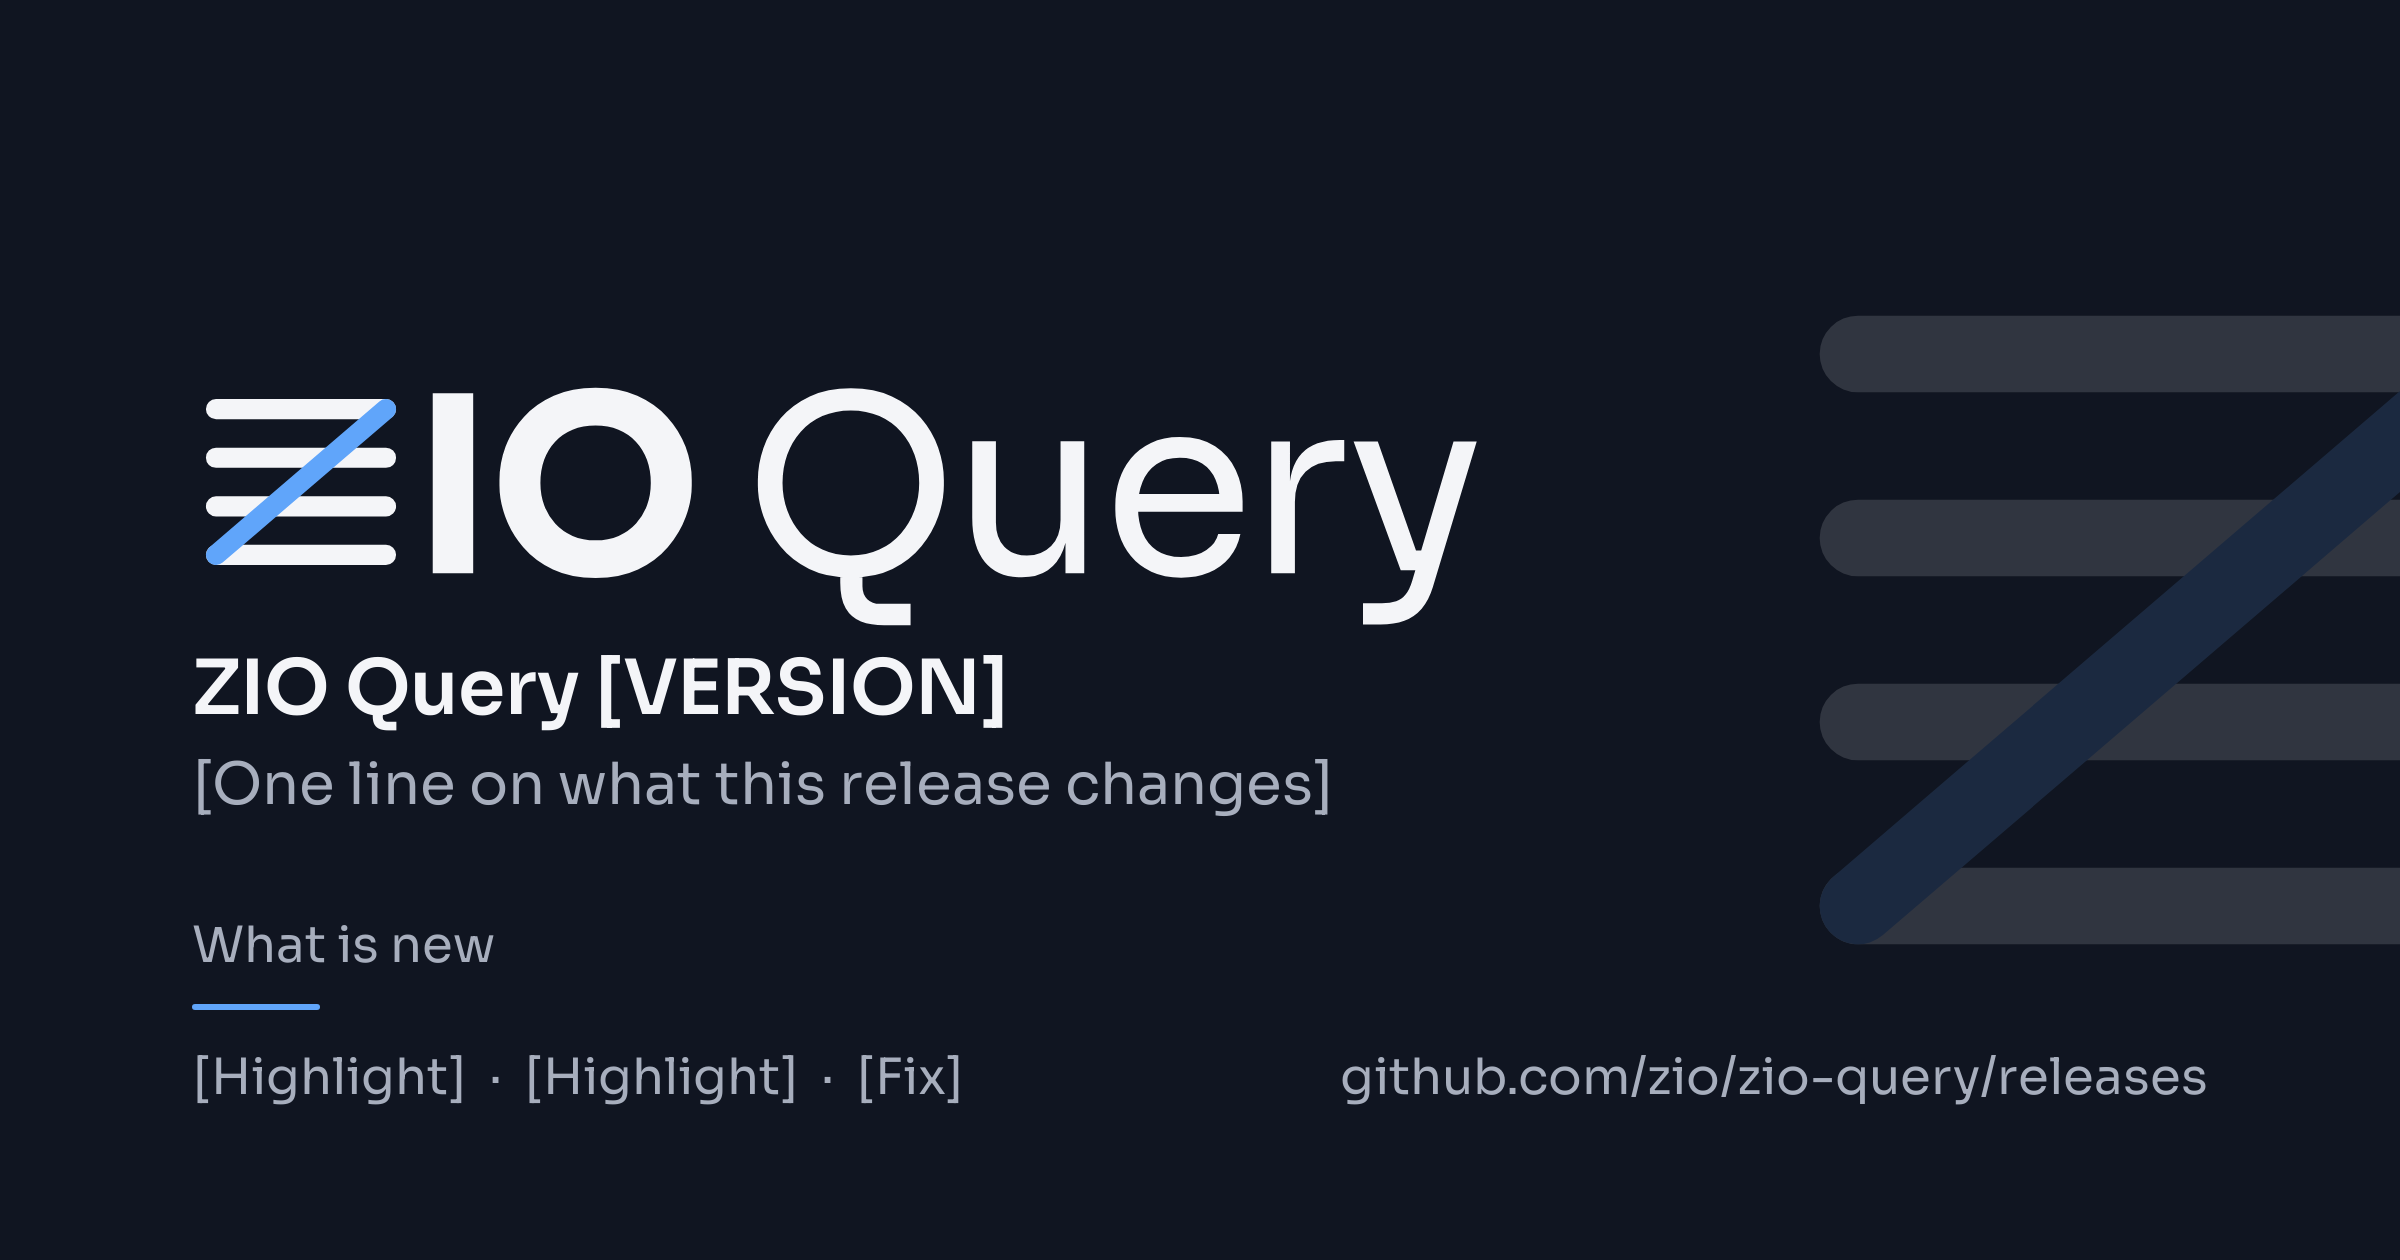 ZIO Query
ZIO Query [VERSION]
[One line on what this release changes]
What is new
[Highlight] · [Highlight] · [Fix]
github.com/zio/zio-query/releases